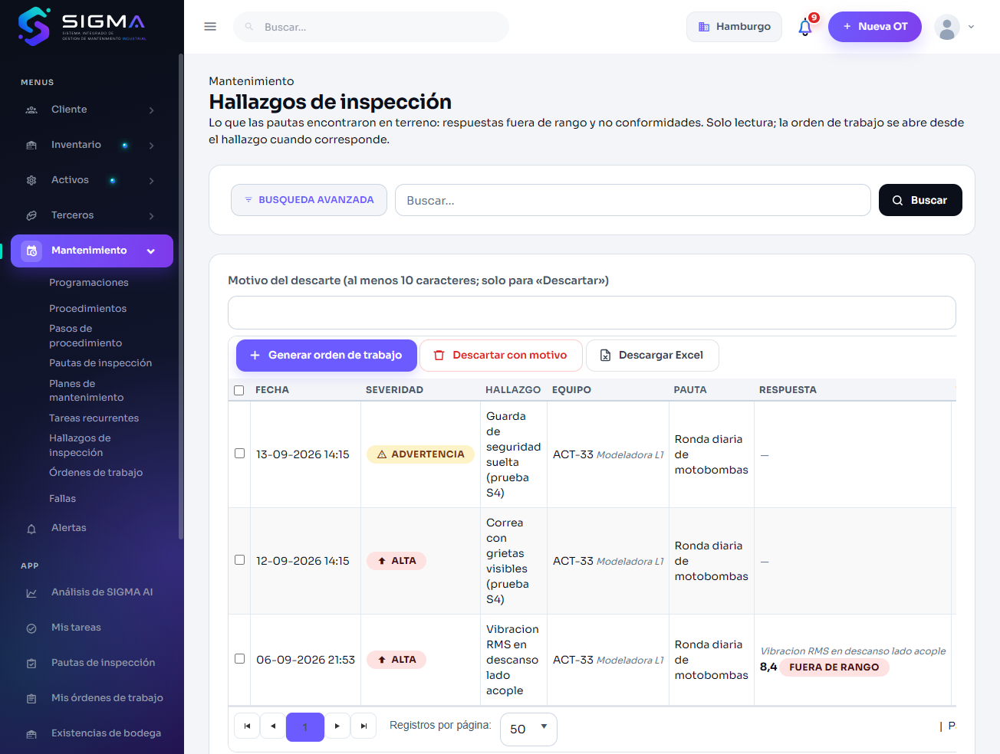 SIGMA
SISTEMA INTEGRADO DE
GESTIÓN DE MANTENIMIENTO INDUSTRIAL
Buscar...
Hamburgo
9
+ Nueva OT
MENUS
Cliente
Inventario
Activos
Terceros
Mantenimiento
Programaciones
Procedimientos
Pasos de
procedimiento
Pautas de inspección
Planes de
mantenimiento
Tareas recurrentes
Hallazgos de
inspección
Órdenes de trabajo
Fallas
Alertas
APP
Análisis de SIGMA AI
Mis tareas
Pautas de inspección
Mis órdenes de trabajo
Existencias de bodega
Mantenimiento
Hallazgos de inspección
Lo que las pautas encontraron en terreno: respuestas fuera de rango y no conformidades. Solo lectura; la orden de trabajo se abre desde
el hallazgo cuando corresponde.
BUSQUEDA AVANZADA
Buscar...
Buscar
Motivo del descarte (al menos 10 caracteres; solo para «Descartar»)
+ Generar orden de trabajo
Descartar con motivo
Descargar Excel
FECHA SEVERIDAD HALLAZGO EQUIPO PAUTA RESPUESTA
13-09-2026 14:15
ADVERTENCIA
Guarda
de
seguridad
suelta
(prueba
S4)
ACT-33 Modeladora L1
Ronda diaria
de
motobombas
—
12-09-2026 14:15
ALTA
Correa
con
grietas
visibles
(prueba
S4)
ACT-33 Modeladora L1
Ronda diaria
de
motobombas
—
06-09-2026 21:53
ALTA
Vibracion
RMS en
descanso
lado
acople
ACT-33 Modeladora L1
Ronda diaria
de
motobombas
Vibracion RMS en descanso lado acople
8,4 FUERA DE RANGO
1
Registros por página:
50
| P